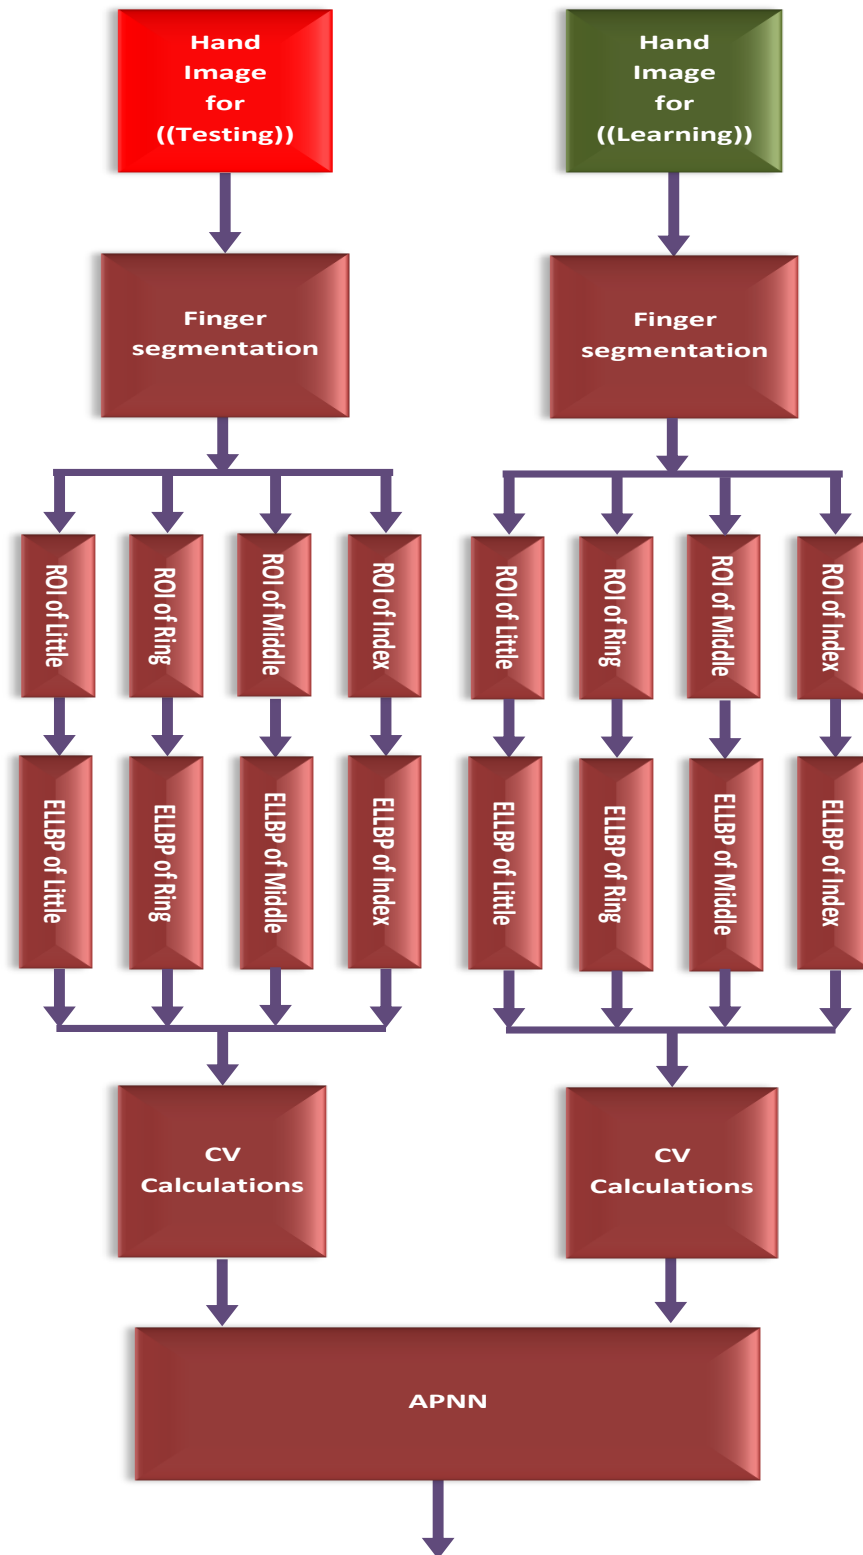 Hand
Image
for
((Testing))
Hand
Image
for
((Learning))
Finger
segmentation
Finger
segmentation
ROI of Little
ROI of Ring
ROI of Middle
ROI of Index
ROI of Little
ROI of Ring
ROI of Middle
ROI of Index
ELLBP of Little
ELLBP of Ring
ELLBP of Middle
ELLBP of Index
ELLBP of Little
ELLBP of Ring
ELLBP of Middle
ELLBP of Index
CV
Calculations
CV
Calculations
APNN